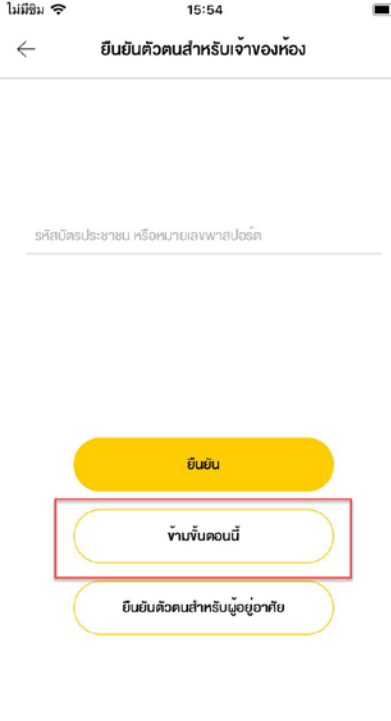 ไม่มีซิม 15:54
ยืนยันตัวตนสำหรับเจ้าของห้อง
รหัสบัตรประชาชน หรือหมายเลขพาสปอร์ต
ยืนยัน
ข้ามขั้นตอนนี้
ยืนยันตัวตนสำหรับผู้อยู่อาศัย